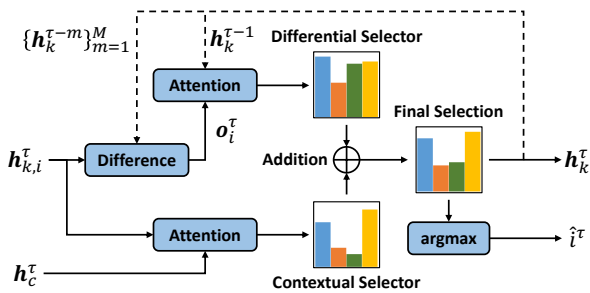 {h_k^{τ−m}}_{m=1}^M
h_k^{τ−1}
Differential Selector
Attention
Final Selection
o_i^τ
h_{k,i}^τ
Difference
Addition
h_k^τ
Attention
argmax
î^τ
h_c^τ
Contextual Selector